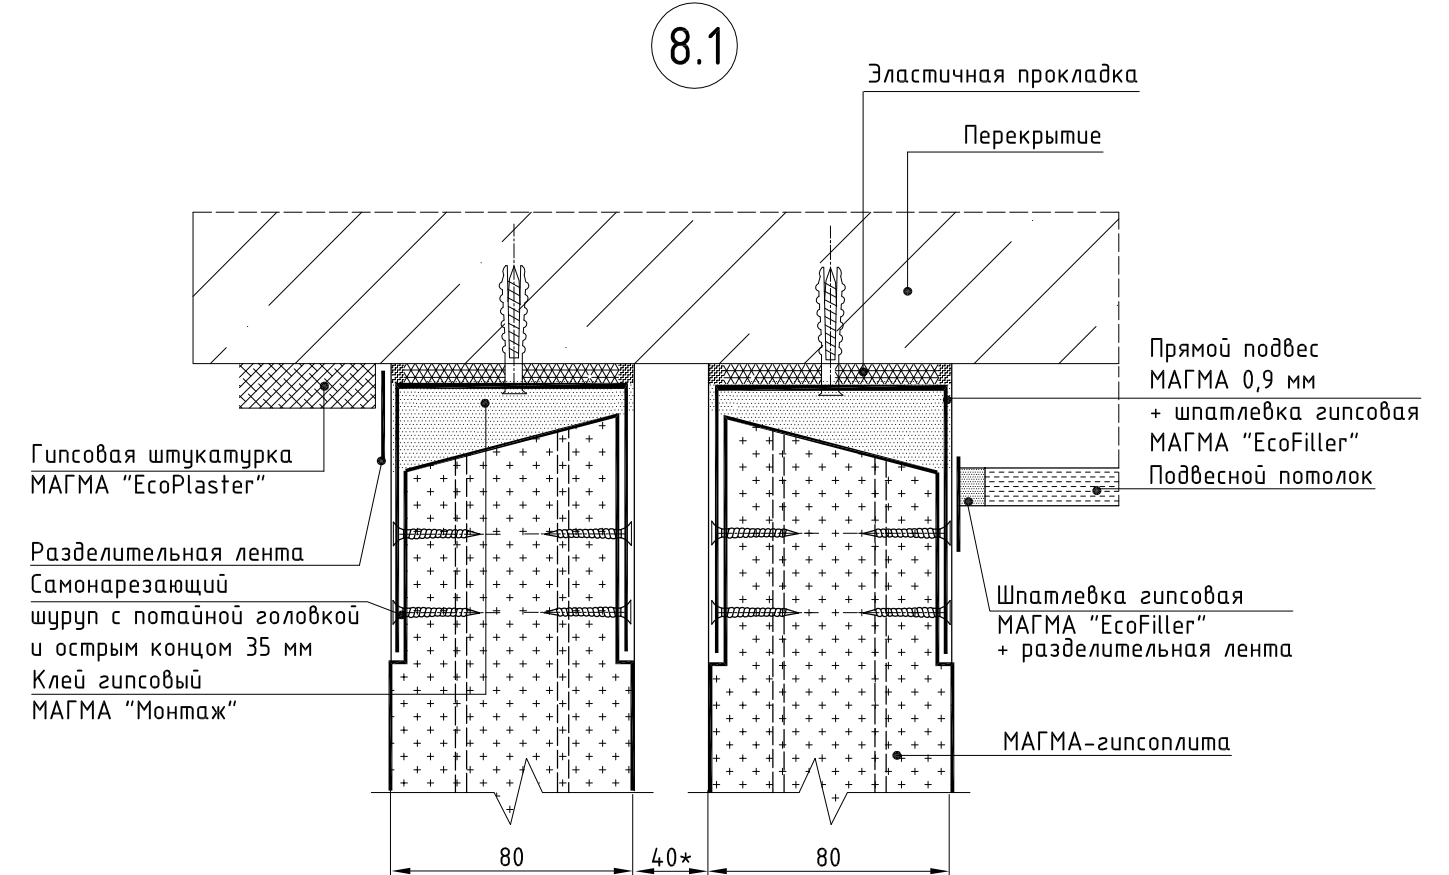 8.1
Эластичная прокладка
Перекрытие
Прямой подвес
МАГМА 0,9 мм
+ шпатлевка гипсовая
МАГМА "EcoFiller"
Подвесной потолок
Гипсовая штукатурка
МАГМА "EcoPlaster"
Разделительная лента
Самонарезающий
шуруп с потайной головкой
и острым концом 35 мм
Клей гипсовый
МАГМА "Монтаж"
Шпатлевка гипсовая
МАГМА "EcoFiller"
+ разделительная лента
МАГМА-гипсоплита
80
40*
80